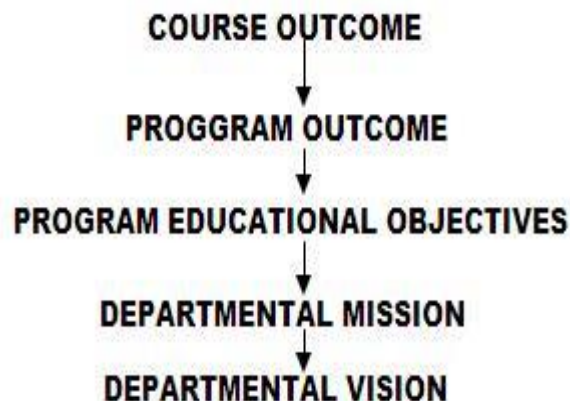 COURSE OUTCOME
PROGGRAM OUTCOME
PROGRAM EDUCATIONAL OBJECTIVES
DEPARTMENTAL MISSION
DEPARTMENTAL VISION